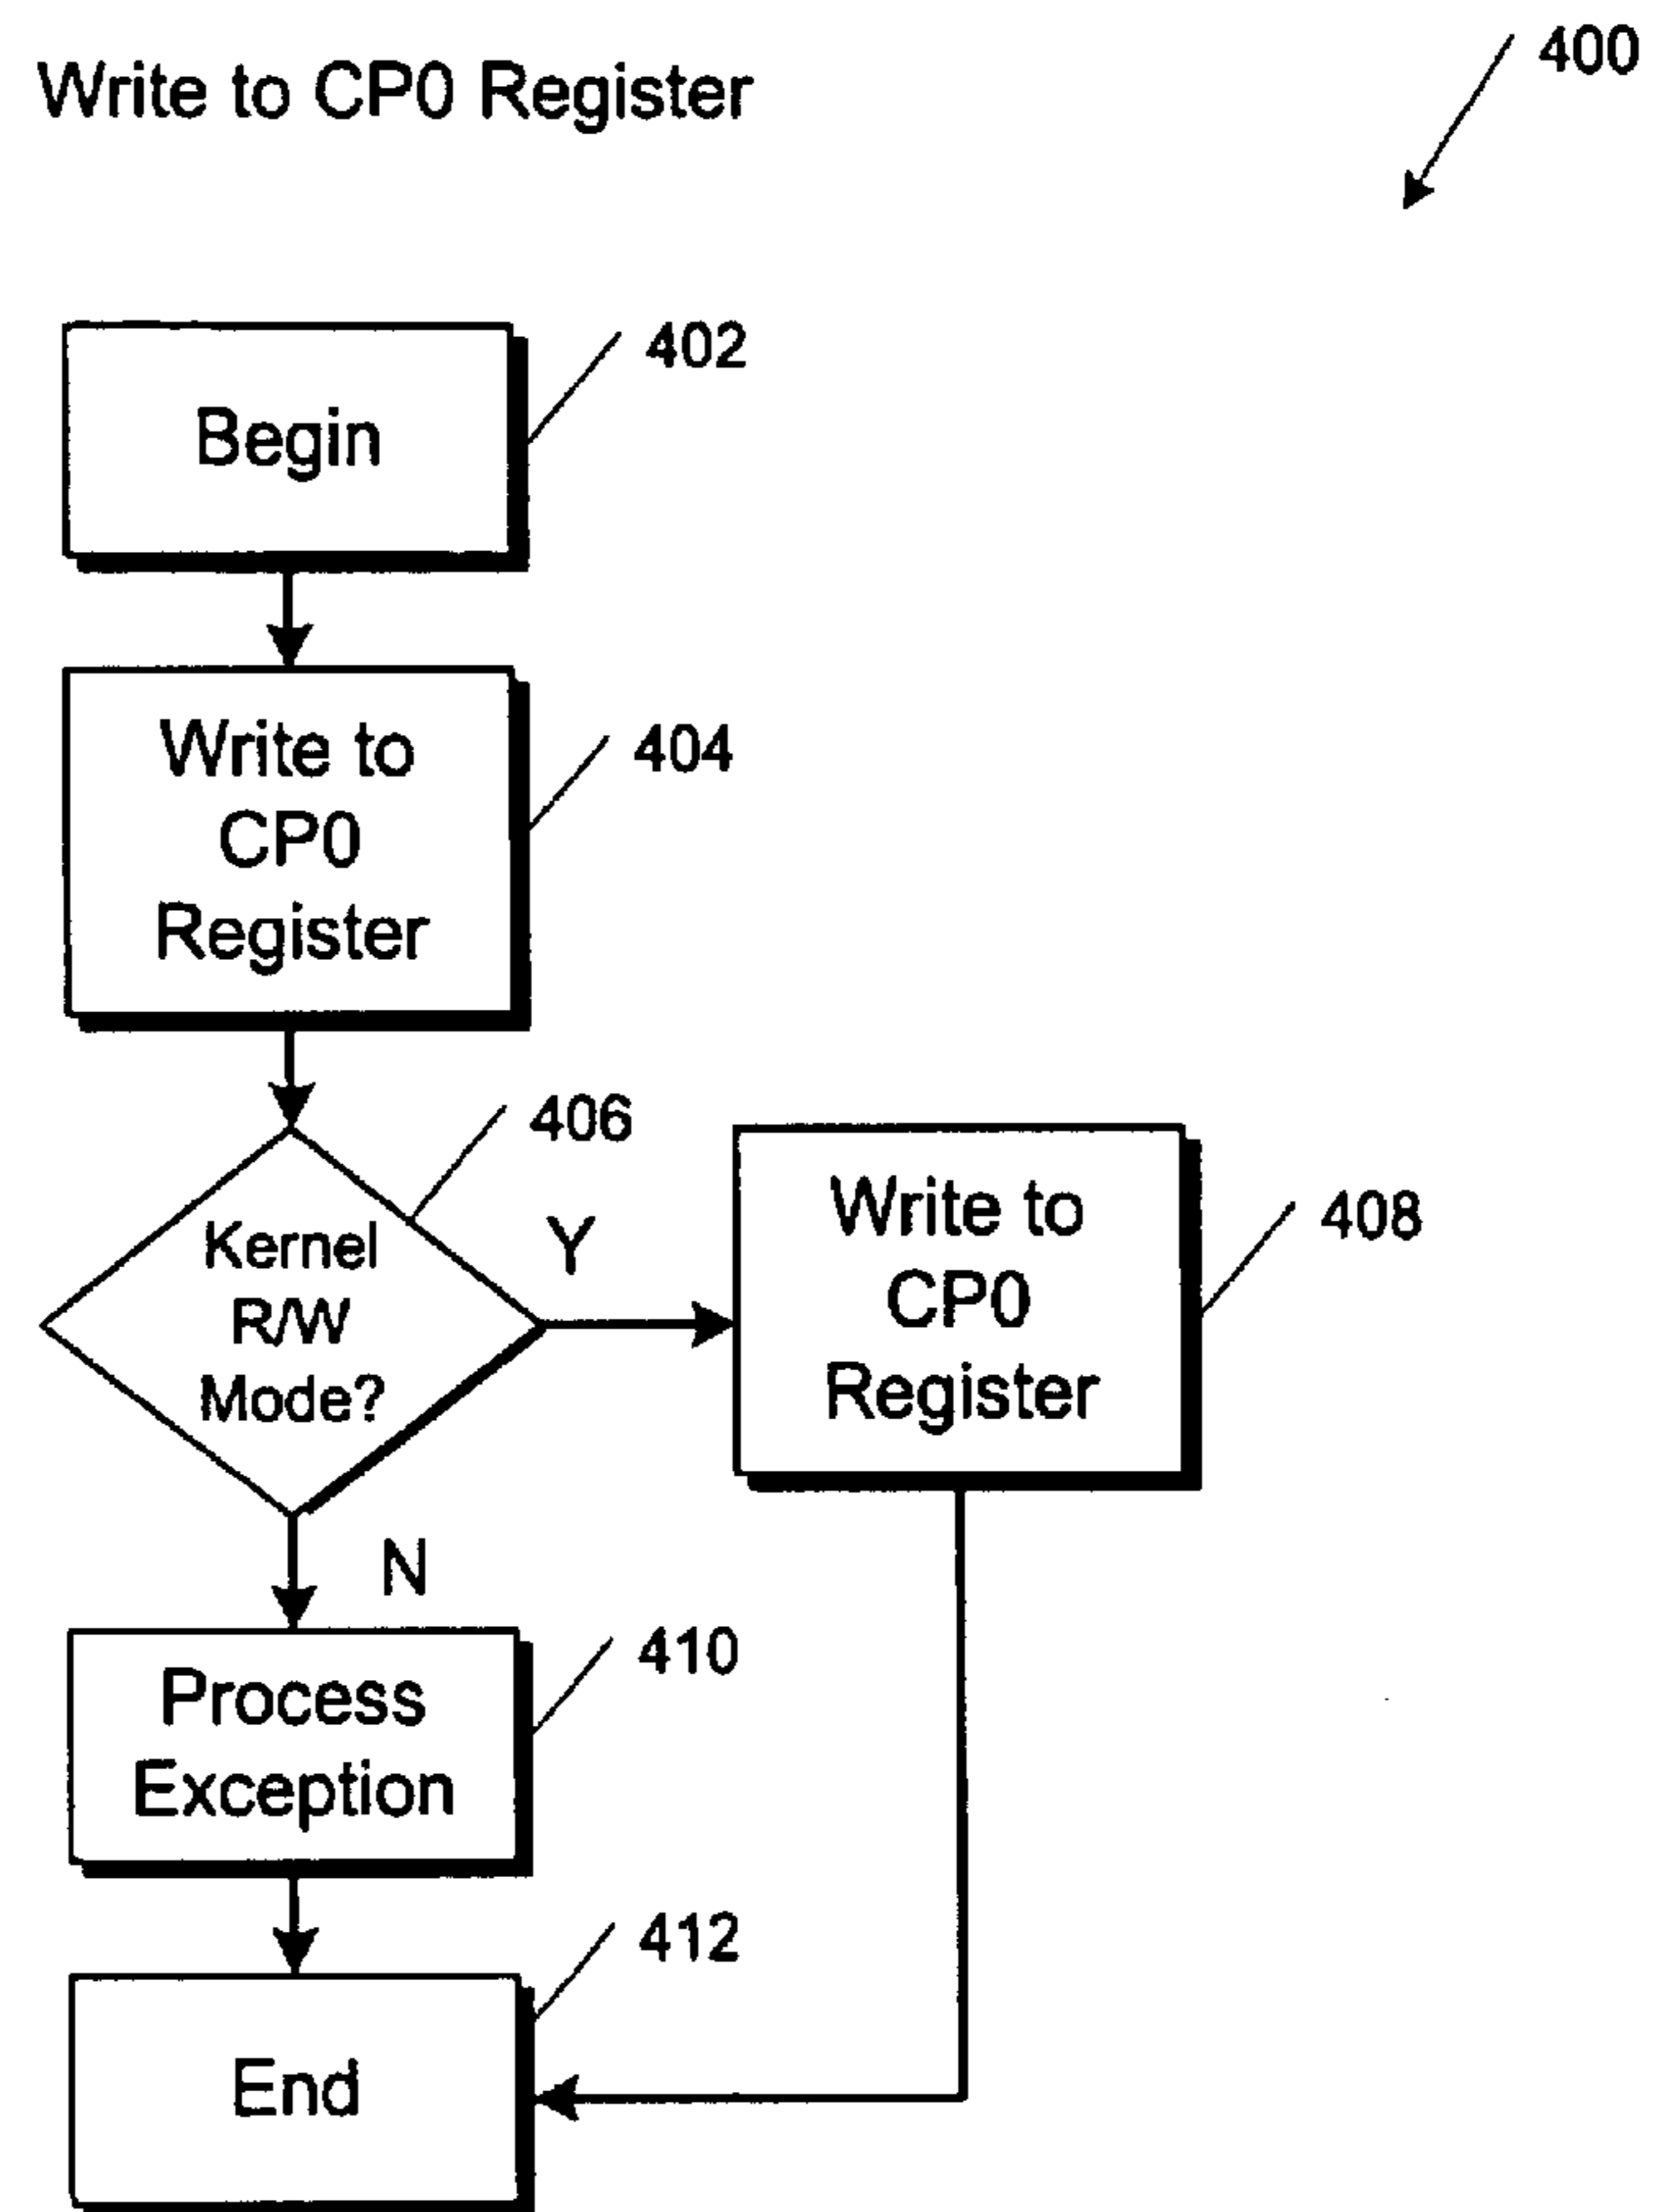 Write to CP0 Register
400
Begin
402
Write to
CP0
Register
404
Kernel
R/W
Mode?
406
Y
N
Write to
CP0
Register
408
Process
Exception
410
End
412